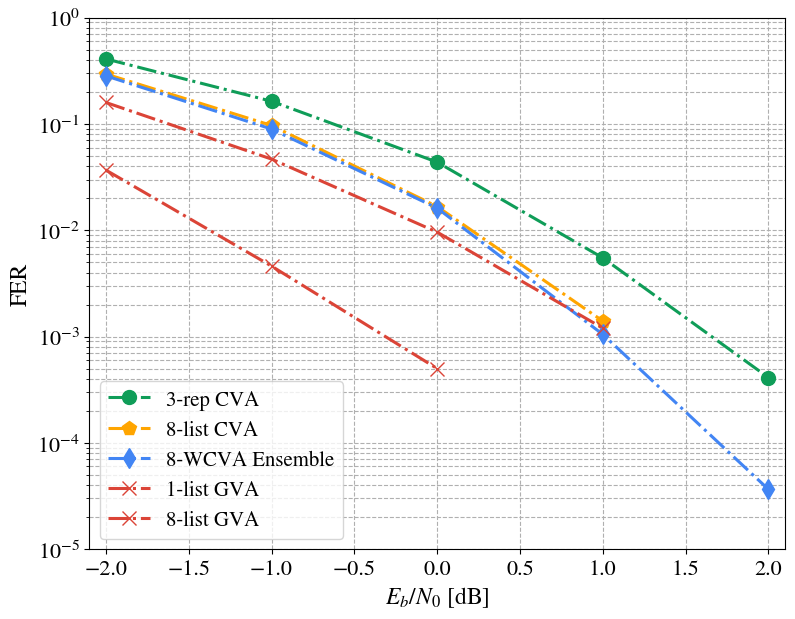 10⁰
10⁻¹
10⁻²
10⁻³
10⁻⁴
10⁻⁵
FER
3-rep CVA
8-list CVA
8-WCVA Ensemble
1-list GVA
8-list GVA
−2.0 −1.5 −1.0 −0.5 0.0 0.5 1.0 1.5 2.0
E_b/N_0 [dB]